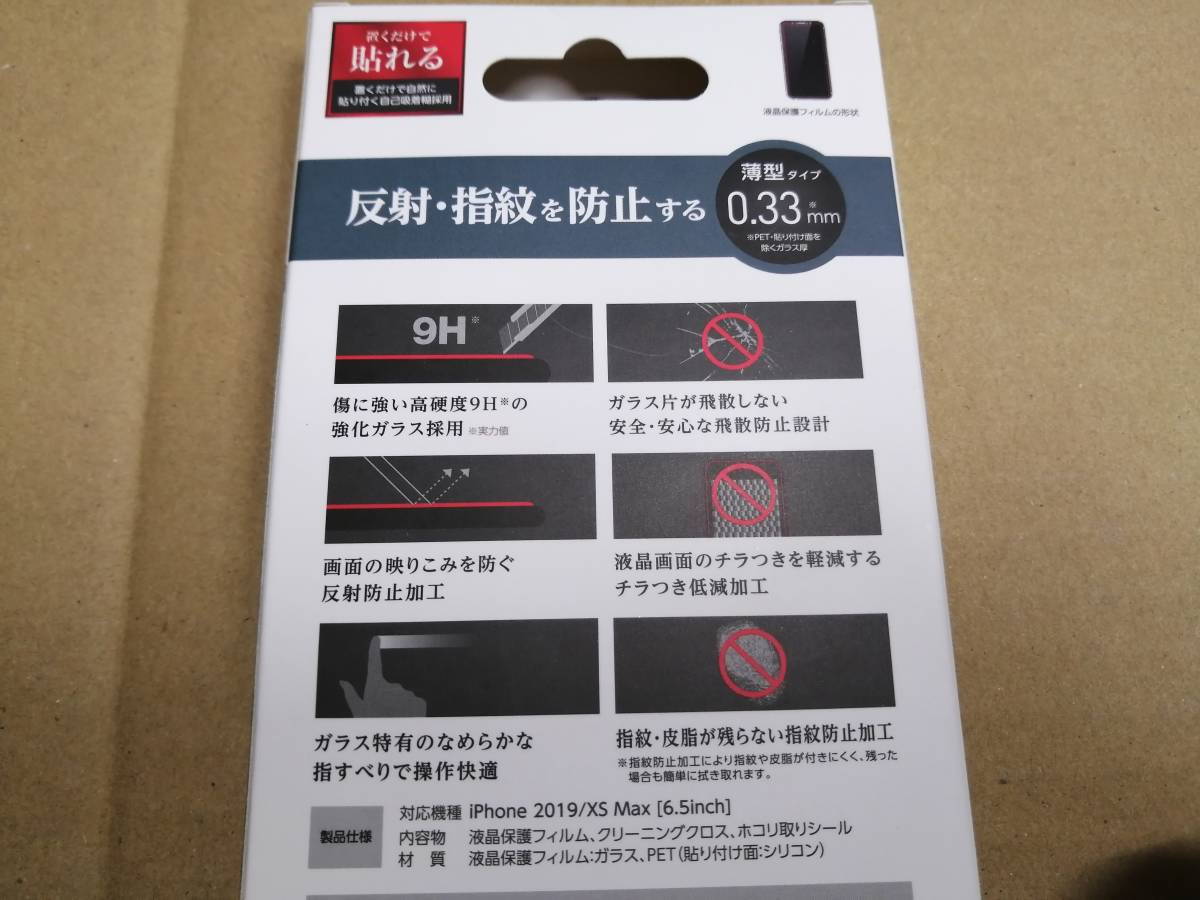 置くだけで
貼れる
置くだけで自然に
貼り付く自己吸着糊採用
液晶保護フィルムの形状
反射・指紋を防止する
薄型タイプ
0.33※mm
※PET・貼り付け面を
除くガラス厚
9H※
傷に強い高硬度9H※の
強化ガラス採用 ※実力値
ガラス片が飛散しない
安全・安心な飛散防止設計
画面の映りこみを防ぐ
反射防止加工
液晶画面のチラつきを軽減する
チラつき低減加工
ガラス特有のなめらかな
指すべりで操作快適
指紋・皮脂が残らない指紋防止加工
※指紋防止加工により指紋や皮脂が付きにくく、残った
場合も簡単に拭き取れます。
製品仕様
対応機種 iPhone 2019/XS Max [6.5inch]
内容物 液晶保護フィルム、クリーニングクロス、ホコリ取りシール
材質 液晶保護フィルム:ガラス、PET(貼り付け面:シリコン)